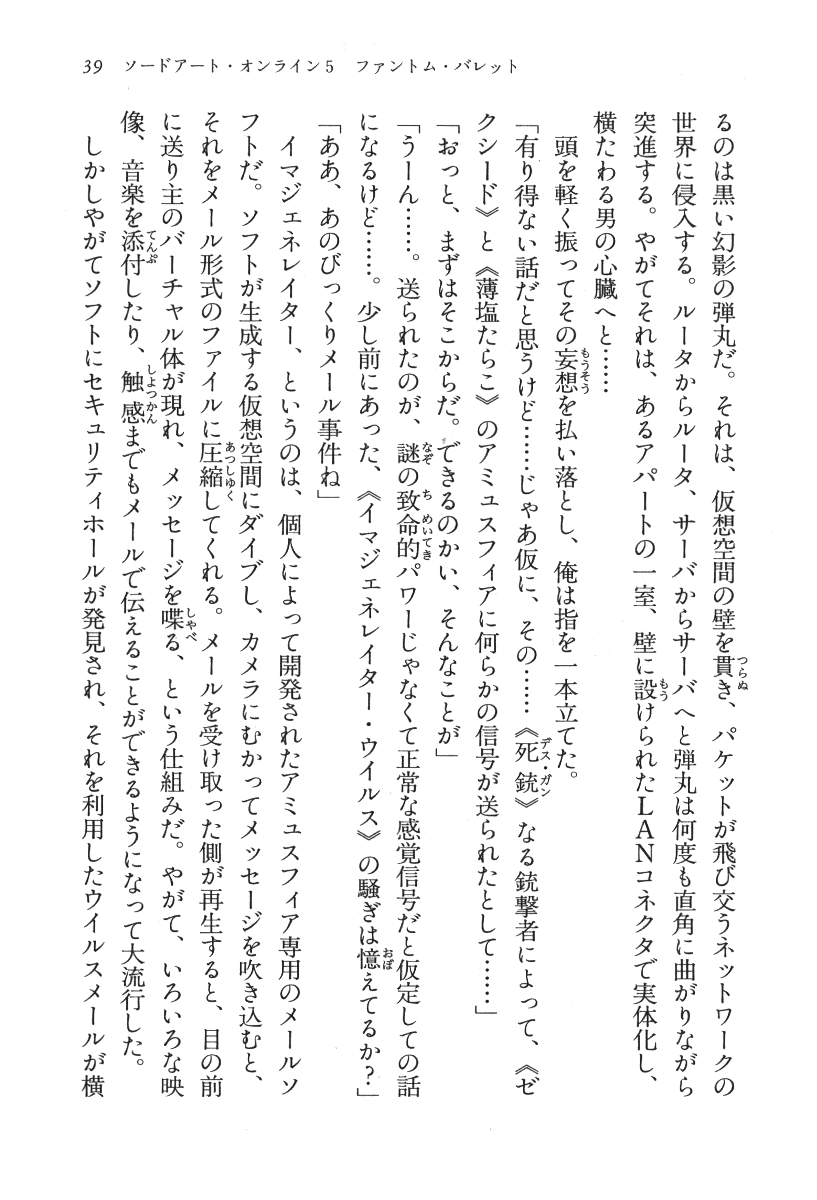 39　ソードアート・オンライン5　ファントム・バレット
るのは黒い幻影の弾丸だ。それは、仮想空間の壁を貫き、パケットが飛び交うネットワークの
世界に侵入する。ルータからルータ、サーバからサーバへと弾丸は何度も直角に曲がりながら
突進する。やがてそれは、あるアパートの一室、壁に設けられたＬＡＮコネクタで実体化し、
横たわる男の心臓へと……
　頭を軽く振ってその妄想を払い落とし、俺は指を一本立てた。
「有り得ない話だと思うけど……じゃあ仮に、その……《死銃》なる銃撃者によって、《ゼ
クシード》と《薄塩たらこ》のアミュスフィアに何らかの信号が送られたとして……」
「おっと、まずはそこからだ。できるのかい、そんなことが」
「うーん……。送られたのが、謎の致命的パワーじゃなくて正常な感覚信号だと仮定しての話
になるけど……。少し前にあった、《イマジェネレイター・ウイルス》の騒ぎは憶えてるか？」
「ああ、あのびっくりメール事件ね」
　イマジェネレイター、というのは、個人によって開発されたアミュスフィア専用のメールソ
フトだ。ソフトが生成する仮想空間にダイブし、カメラにむかってメッセージを吹き込むと、
それをメール形式のファイルに圧縮してくれる。メールを受け取った側が再生すると、目の前
に送り主のバーチャル体が現れ、メッセージを喋る、という仕組みだ。やがて、いろいろな映
像、音楽を添付したり、触感までもメールで伝えることができるようになって大流行した。
　しかしやがてソフトにセキュリティホールが発見され、それを利用したウイルスメールが横